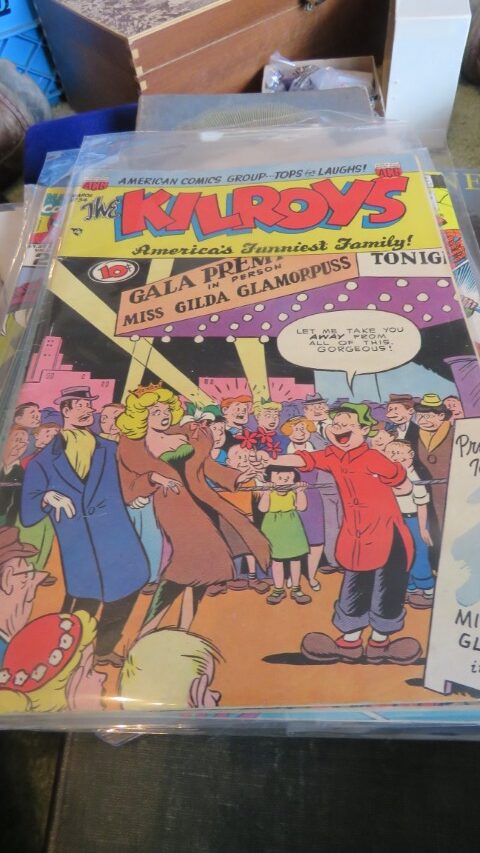 AMERICAN COMICS GROUP--TOPS for LAUGHS!
ACG
ACG
The KILROYS
America's Funniest Family!
10¢
GALA PREM
IN PERSON
MISS GILDA GLAMORPUSS
TONIG
LET ME TAKE YOU
AWAY FROM
ALL OF THIS,
GORGEOUS!
MI
GL